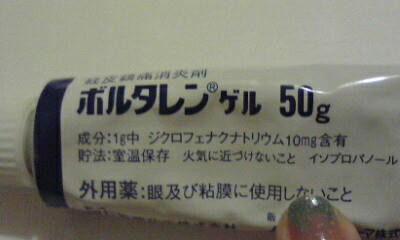 経皮鎮痛消炎剤
ボルタレン®ゲル 50g
成分:1g中 ジクロフェナクナトリウム10mg含有
貯法:室温保存 火気に近づけないこと イソプロパノール
外用薬:眼及び粘膜に使用しないこと